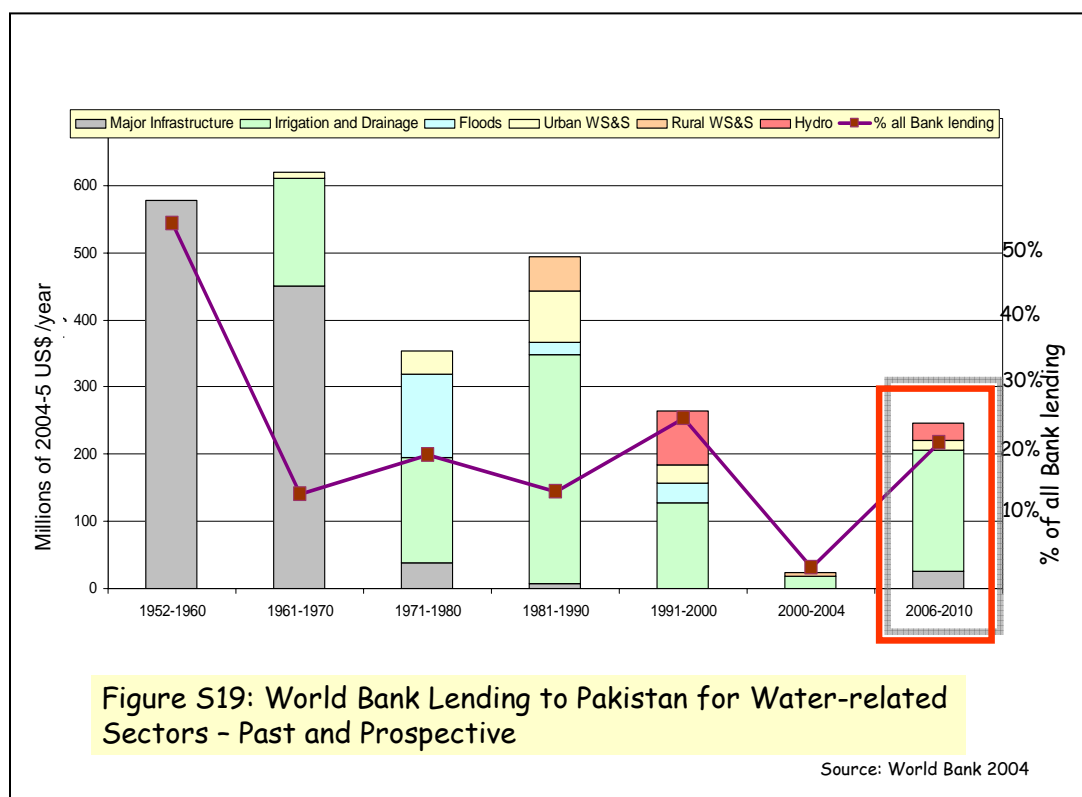 Major Infrastructure Irrigation and Drainage Floods Urban WS&S Rural WS&S Hydro % all Bank lending
Millions of 2004-5 US$ /year
600
500
400
300
200
100
0
50%
40%
30%
20%
10%
% of all Bank lending
1952-1960 1961-1970 1971-1980 1981-1990 1991-2000 2000-2004 2006-2010
Figure S19: World Bank Lending to Pakistan for Water-related
Sectors – Past and Prospective
Source: World Bank 2004